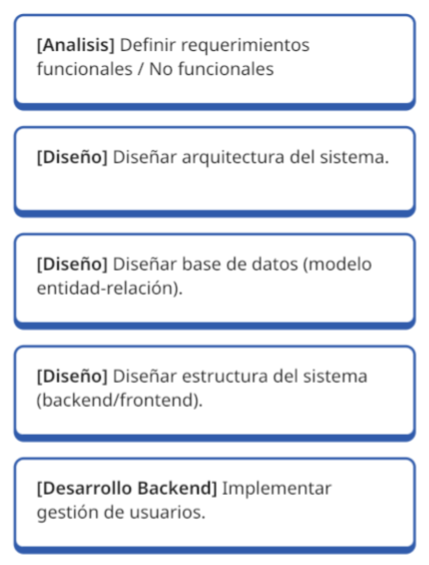 [Analisis] Definir requerimientos
funcionales / No funcionales
[Diseño] Diseñar arquitectura del sistema.
[Diseño] Diseñar base de datos (modelo
entidad-relación).
[Diseño] Diseñar estructura del sistema
(backend/frontend).
[Desarrollo Backend] Implementar
gestión de usuarios.